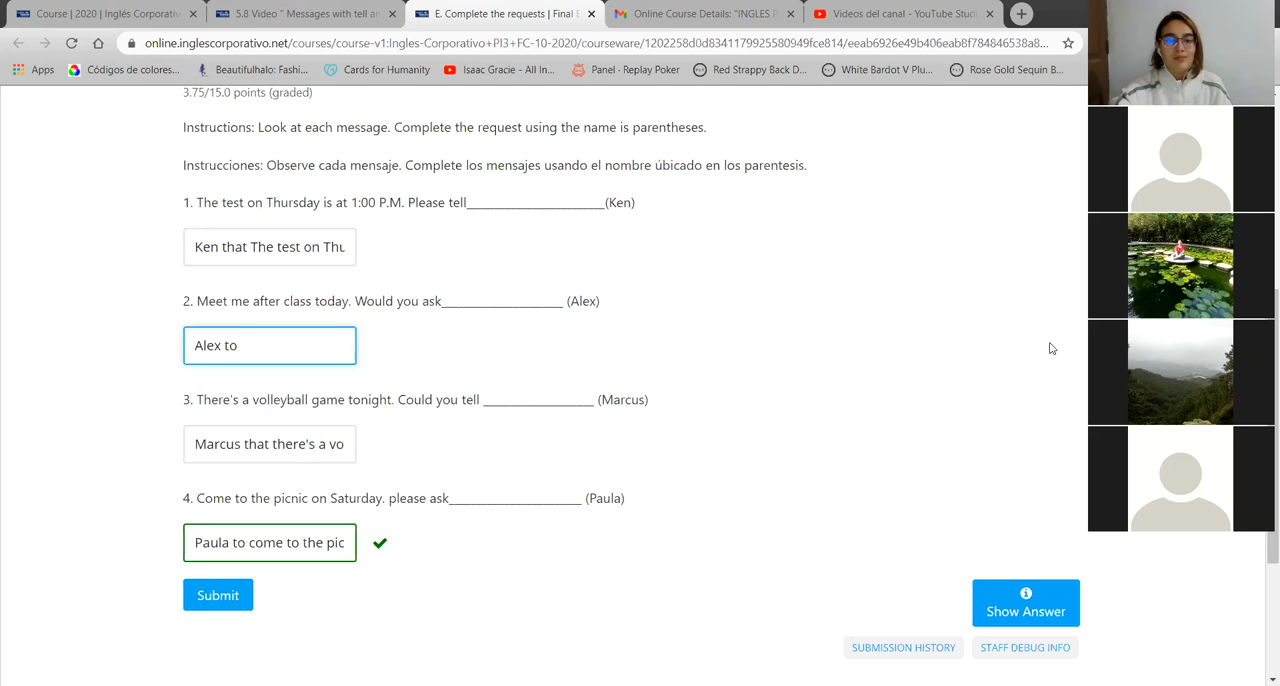 Course | 2020 | Inglés Corporativ
5.8 Video " Messages with tell an
E. Complete the requests | Final E
Online Course Details: "INGLES P
Videos del canal - YouTube Studi
online.inglescorporativo.net/courses/course-v1:Ingles-Corporativo+PI3+FC-10-2020/courseware/1202258d0d8341179925580949fce814/eeab6926e49b406eab8f784846538a8...
Apps
Códigos de colores...
Beautifulhalo: Fashi...
Cards for Humanity
Isaac Gracie - All In...
Panel · Replay Poker
Red Strappy Back D...
White Bardot V Plu...
Rose Gold Sequin B...
3.75/15.0 points (graded)
Instructions: Look at each message. Complete the request using the name is parentheses.
Instrucciones: Observe cada mensaje. Complete los mensajes usando el nombre úbicado en los parentesis.
1. The test on Thursday is at 1:00 P.M. Please tell______________________(Ken)
Ken that The test on Thu
2. Meet me after class today. Would you ask___________________ (Alex)
Alex to
3. There's a volleyball game tonight. Could you tell _________________ (Marcus)
Marcus that there's a vo
4. Come to the picnic on Saturday. please ask____________________ (Paula)
Paula to come to the pic
Submit
Show Answer
SUBMISSION HISTORY
STAFF DEBUG INFO